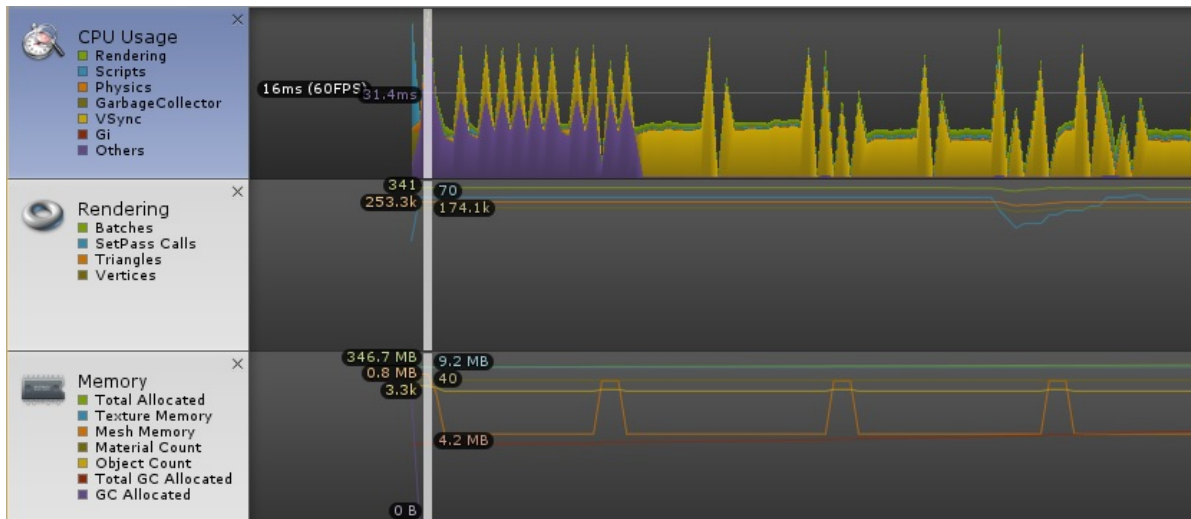 CPU Usage
Rendering
Scripts
Physics
GarbageCollector
VSync
Gi
Others
16ms (60FPS)
31.4ms
Rendering
Batches
SetPass Calls
Triangles
Vertices
341
70
253.3k
174.1k
Memory
Total Allocated
Texture Memory
Mesh Memory
Material Count
Object Count
Total GC Allocated
GC Allocated
346.7 MB
9.2 MB
0.8 MB
40
3.3k
4.2 MB
0 B